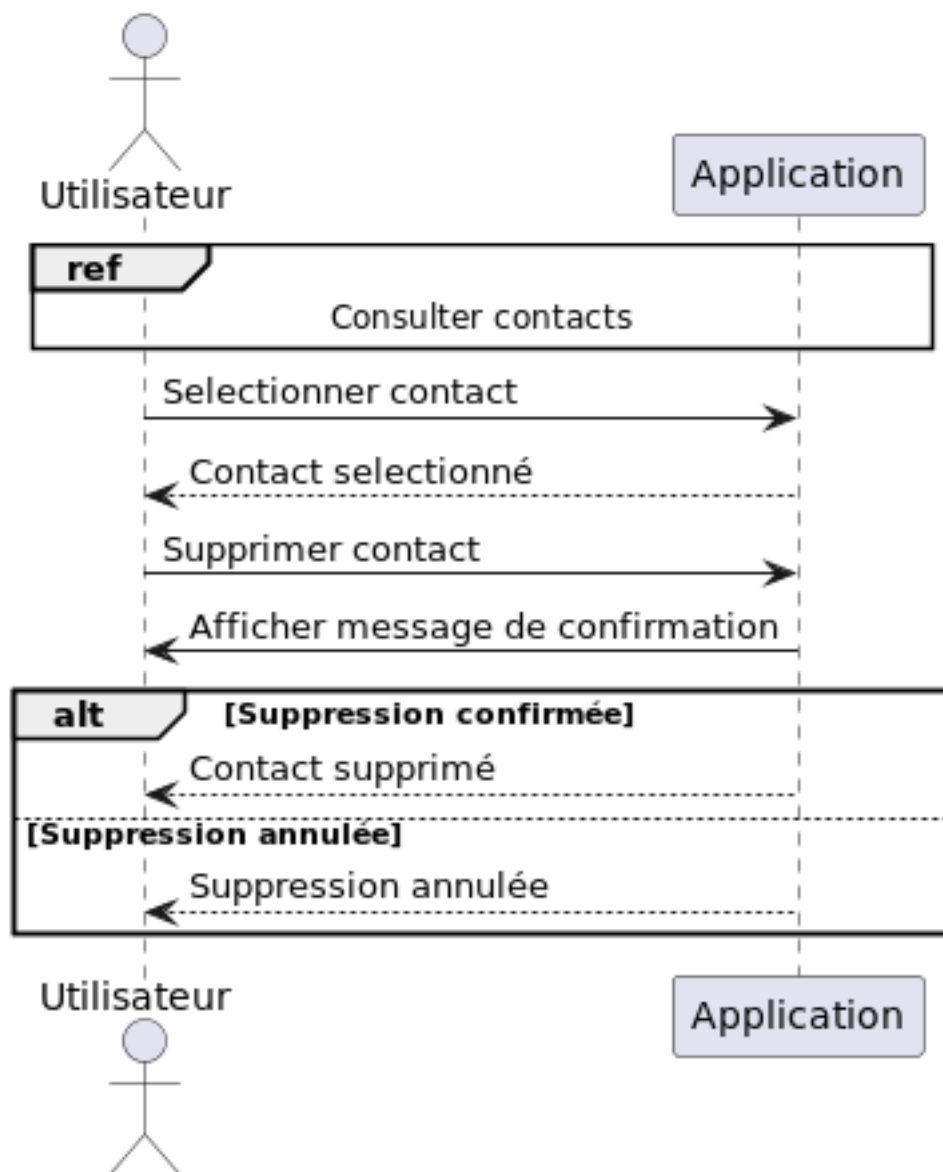 Utilisateur
Application
ref
Consulter contacts
Selectionner contact
Contact selectionné
Supprimer contact
Afficher message de confirmation
alt [Suppression confirmée]
Contact supprimé
[Suppression annulée]
Suppression annulée
Utilisateur
Application